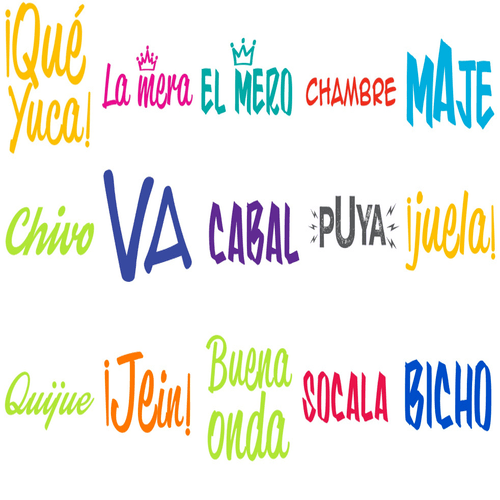 ¡Qué
Yuca!
La mera
EL MERO
CHAMBRE
MAJE
Chivo
VA
CABAL
PUYA
¡juela!
Quijue
¡Jein!
Buena
onda
SOCALA
BICHO